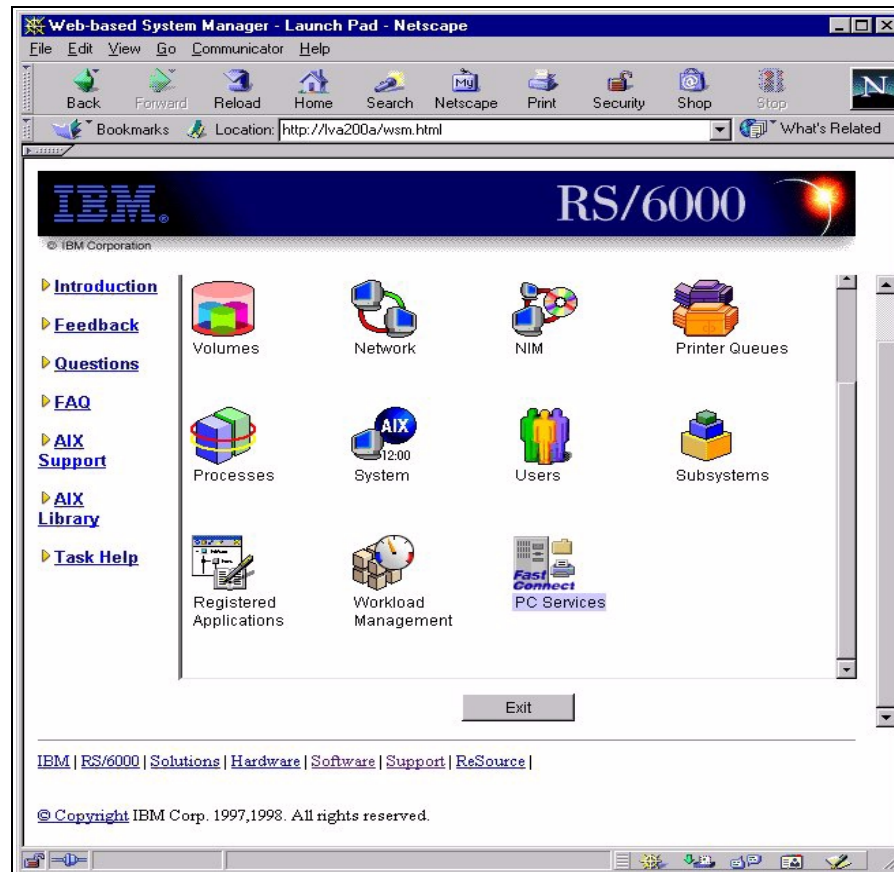 Web-based System Manager - Launch Pad - Netscape
File Edit View Go Communicator Help
Back Forward Reload Home Search Netscape Print Security Shop Stop
My
N
Bookmarks Location: http://lva200a/wsm.html What's Related
IBM® RS/6000
© IBM Corporation
Introduction
Feedback
Questions
FAQ
AIX
Support
AIX
Library
Task Help
Volumes Network NIM Printer Queues
AIX
12:00
Processes System Users Subsystems
Fast
Connect
Registered
Applications
Workload
Management
PC Services
Exit
IBM | RS/6000 | Solutions | Hardware | Software | Support | ReSource |
© Copyright IBM Corp. 1997,1998. All rights reserved.